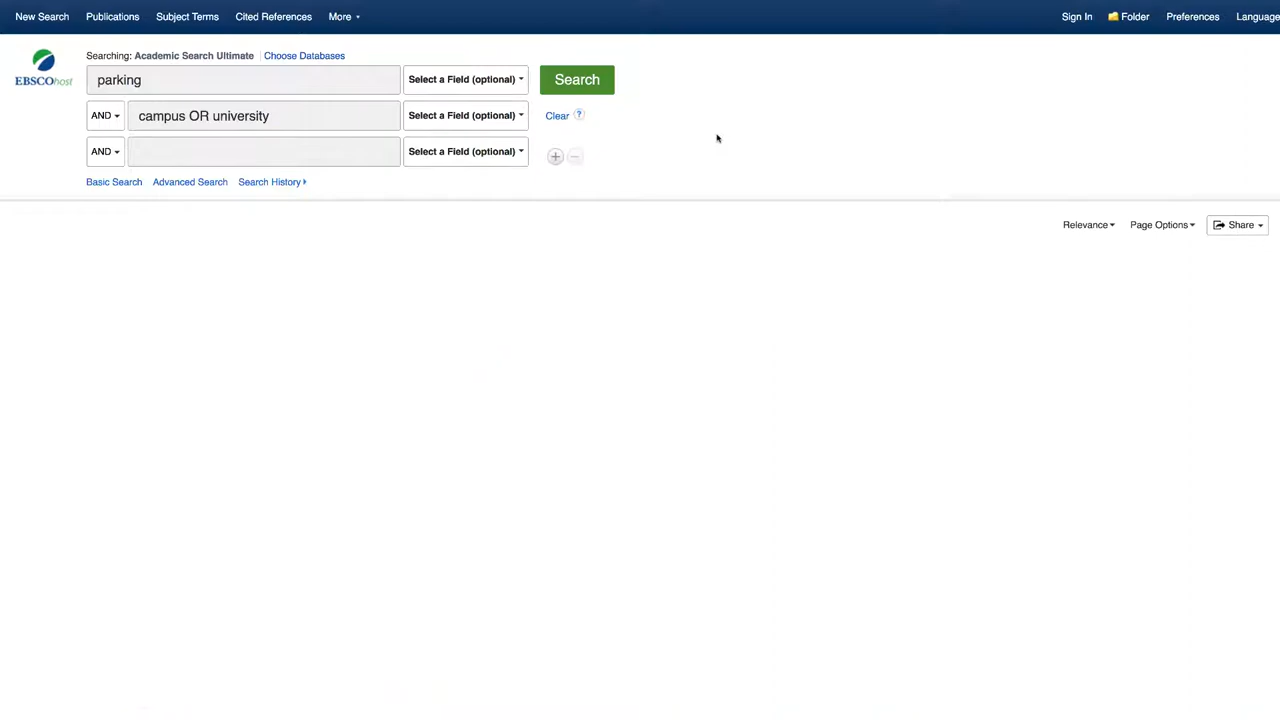 New Search Publications Subject Terms Cited References More Sign In Folder Preferences Language
EBSCOhost
Searching: Academic Search Ultimate Choose Databases
parking Select a Field (optional) Search
AND campus OR university Select a Field (optional) Clear ?
AND Select a Field (optional)
Basic Search Advanced Search Search History
Relevance Page Options Share